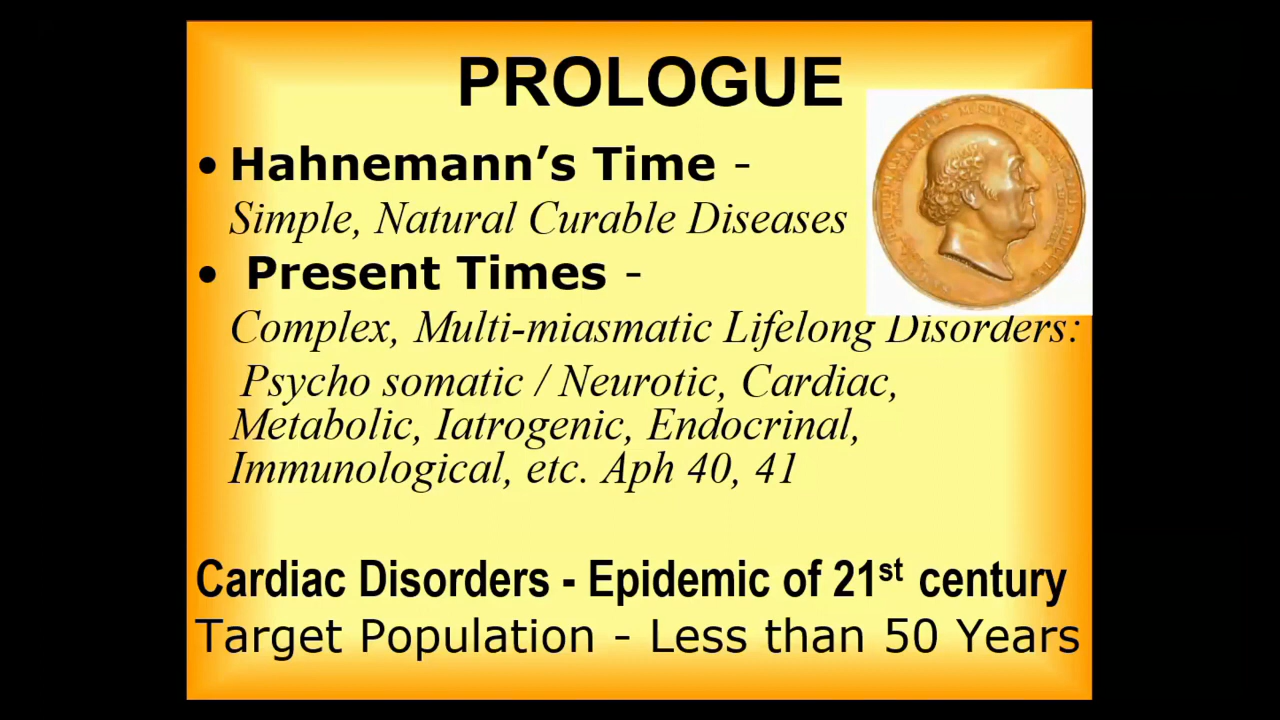 PROLOGUE
• Hahnemann’s Time -
Simple, Natural Curable Diseases
• Present Times -
Complex, Multi-miasmatic Lifelong Disorders:
Psycho somatic / Neurotic, Cardiac,
Metabolic, Iatrogenic, Endocrinal,
Immunological, etc. Aph 40, 41
Cardiac Disorders - Epidemic of 21st century
Target Population - Less than 50 Years